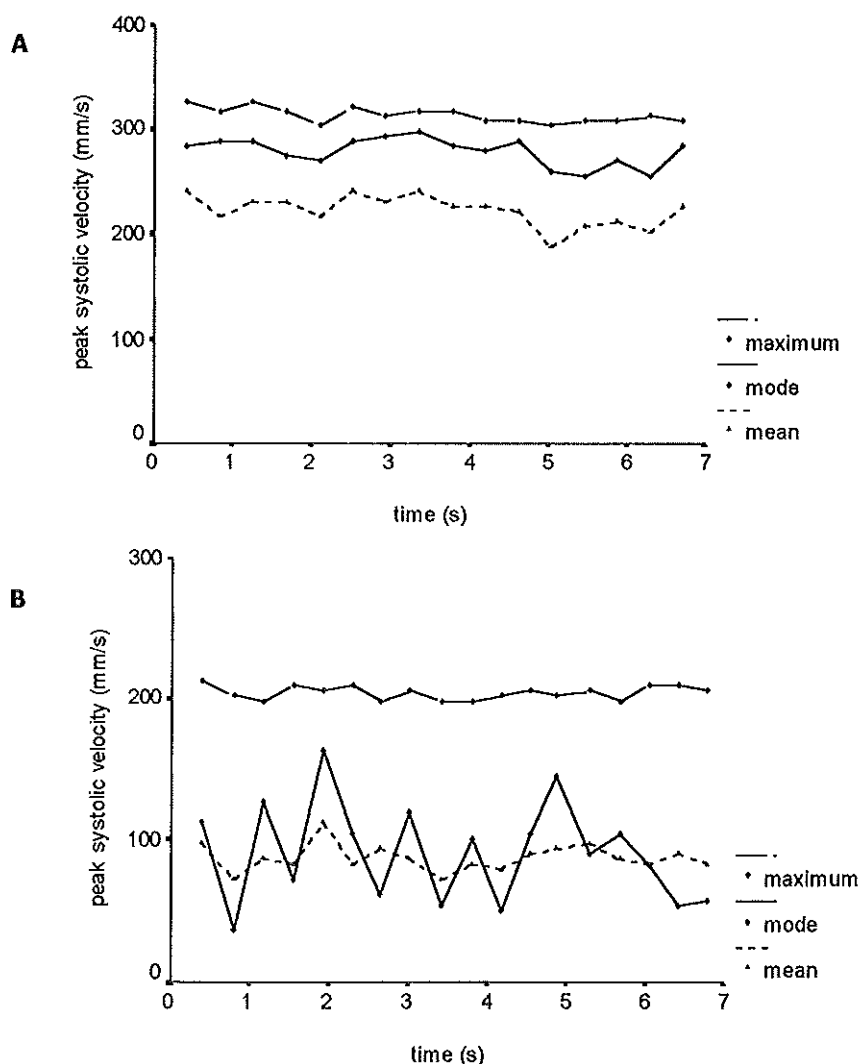 A
peak systolic velocity (mm/s)
400
300
200
100
0
0 1 2 3 4 5 6 7
time (s)
maximum
mode
mean
B
peak systolic velocity (mm/s)
300
200
100
0
0 1 2 3 4 5 6 7
time (s)
maximum
mode
mean